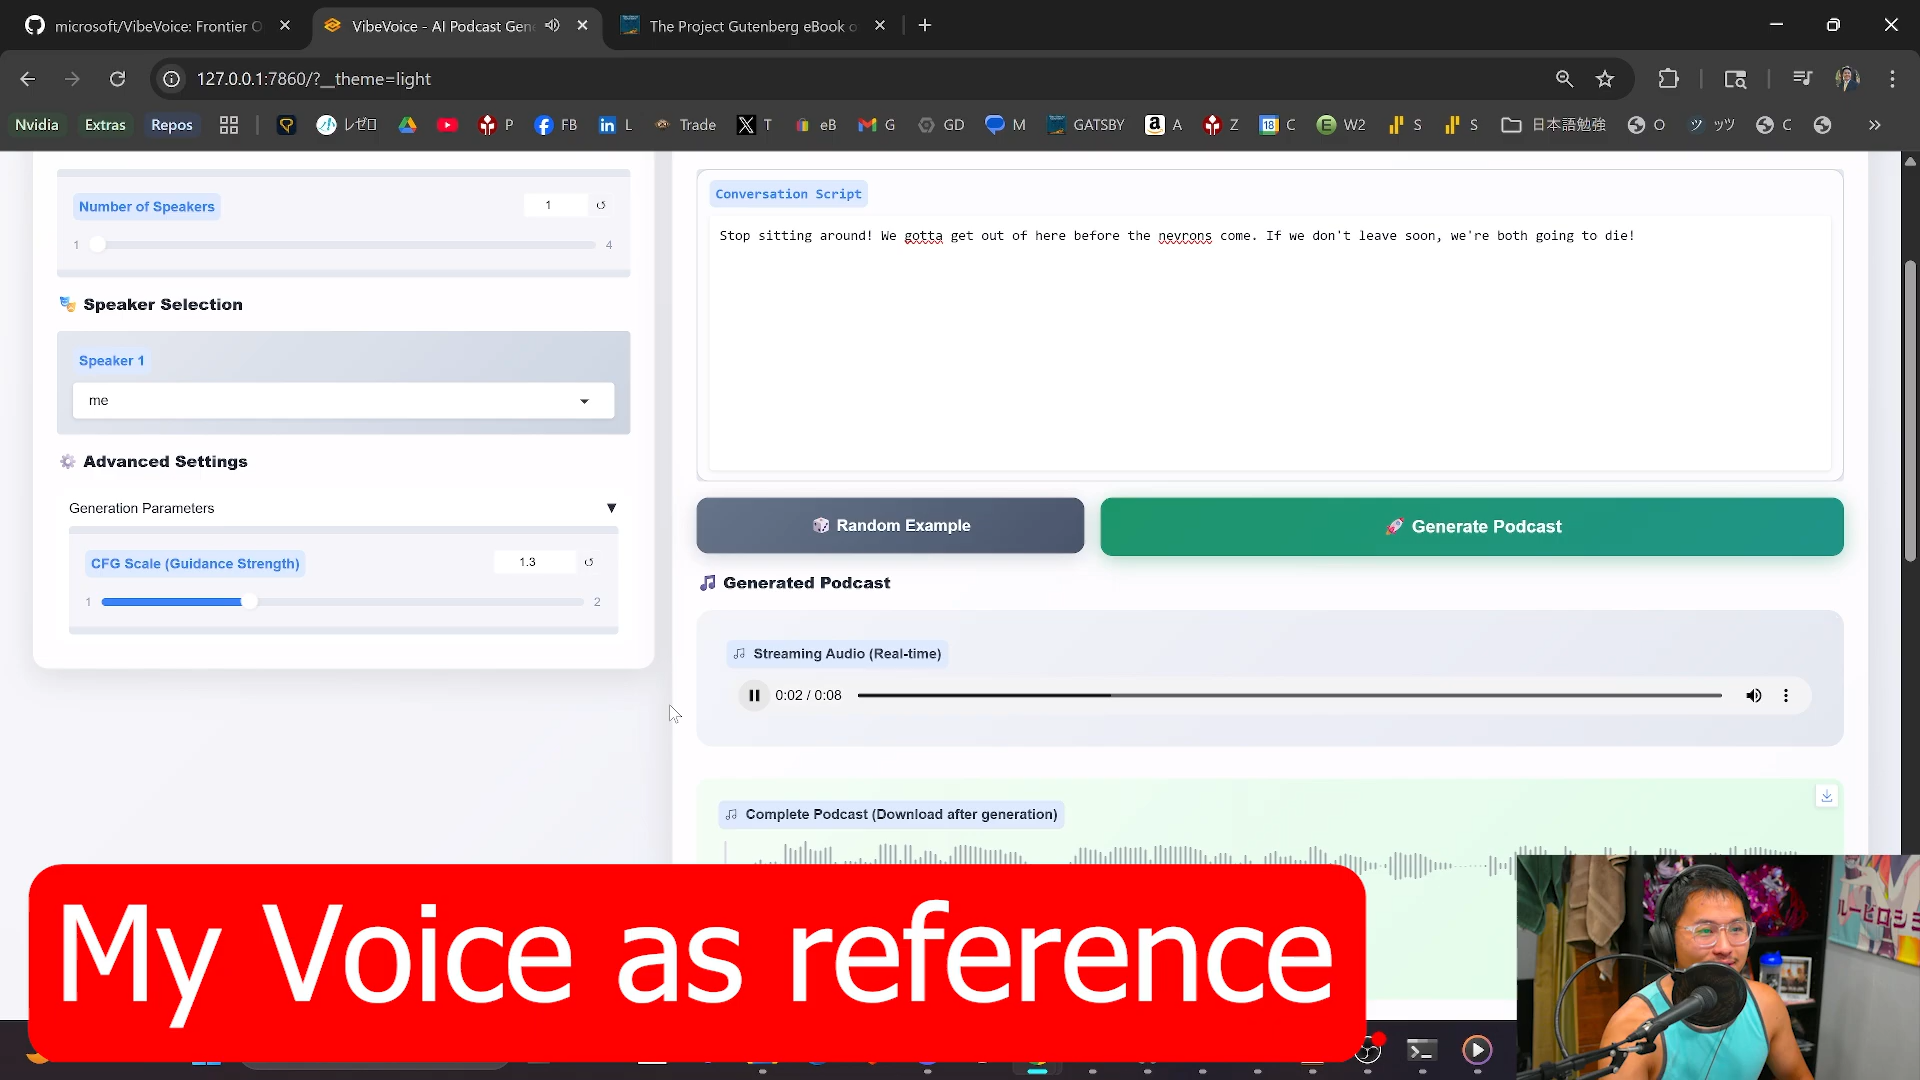 microsoft/VibeVoice: Frontier O
VibeVoice - AI Podcast Gen
The Project Gutenberg eBook o
127.0.0.1:7860/?__theme=light
Nvidia Extras Repos レゼロ P FB L Trade T eB G GD M GATSBY A Z C W2 S S 日本語勉強 O ッツ C
Number of Speakers
1
1
4
Speaker Selection
Speaker 1
me
Advanced Settings
Generation Parameters
CFG Scale (Guidance Strength)
1.3
1
2
Conversation Script
Stop sitting around! We gotta get out of here before the nevrons come. If we don't leave soon, we're both going to die!
Random Example
Generate Podcast
Generated Podcast
Streaming Audio (Real-time)
0:02 / 0:08
Complete Podcast (Download after generation)
My Voice as reference